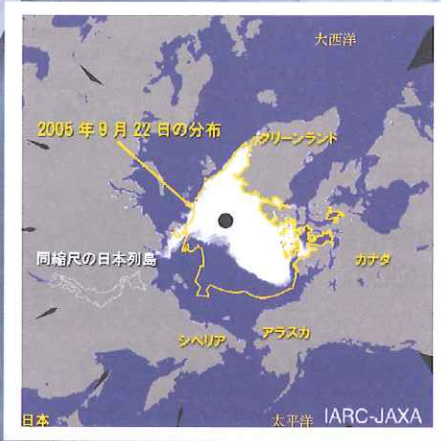 大西洋
2005年9月22日の分布
グリーンランド
同縮尺の日本列島
カナダ
シベリア
アラスカ
日本
太平洋
IARC-JAXA